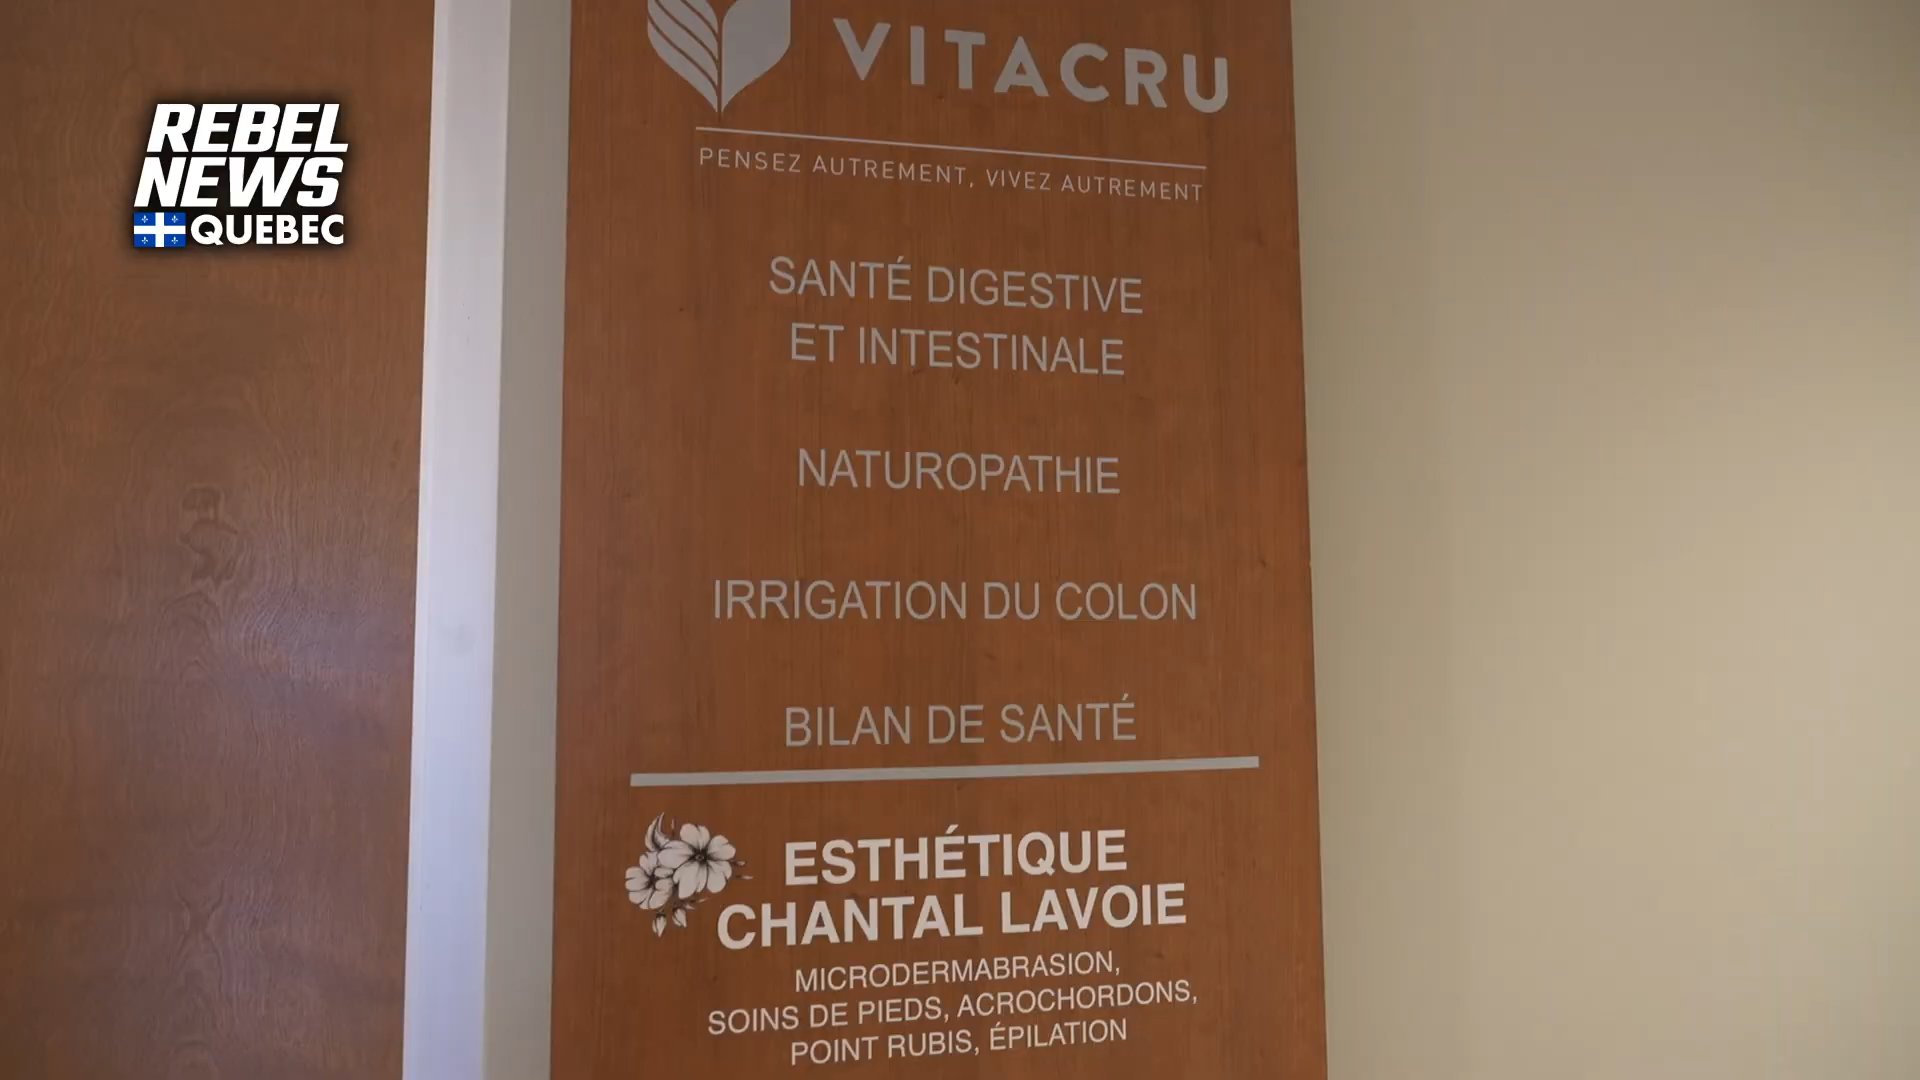 REBEL
NEWS
QUEBEC
VITACRU
PENSEZ AUTREMENT, VIVEZ AUTREMENT
SANTÉ DIGESTIVE
ET INTESTINALE
NATUROPATHIE
IRRIGATION DU COLON
BILAN DE SANTÉ
ESTHÉTIQUE
CHANTAL LAVOIE
MICRODERMABRASION,
SOINS DE PIEDS, ACROCHORDONS,
POINT RUBIS, ÉPILATION